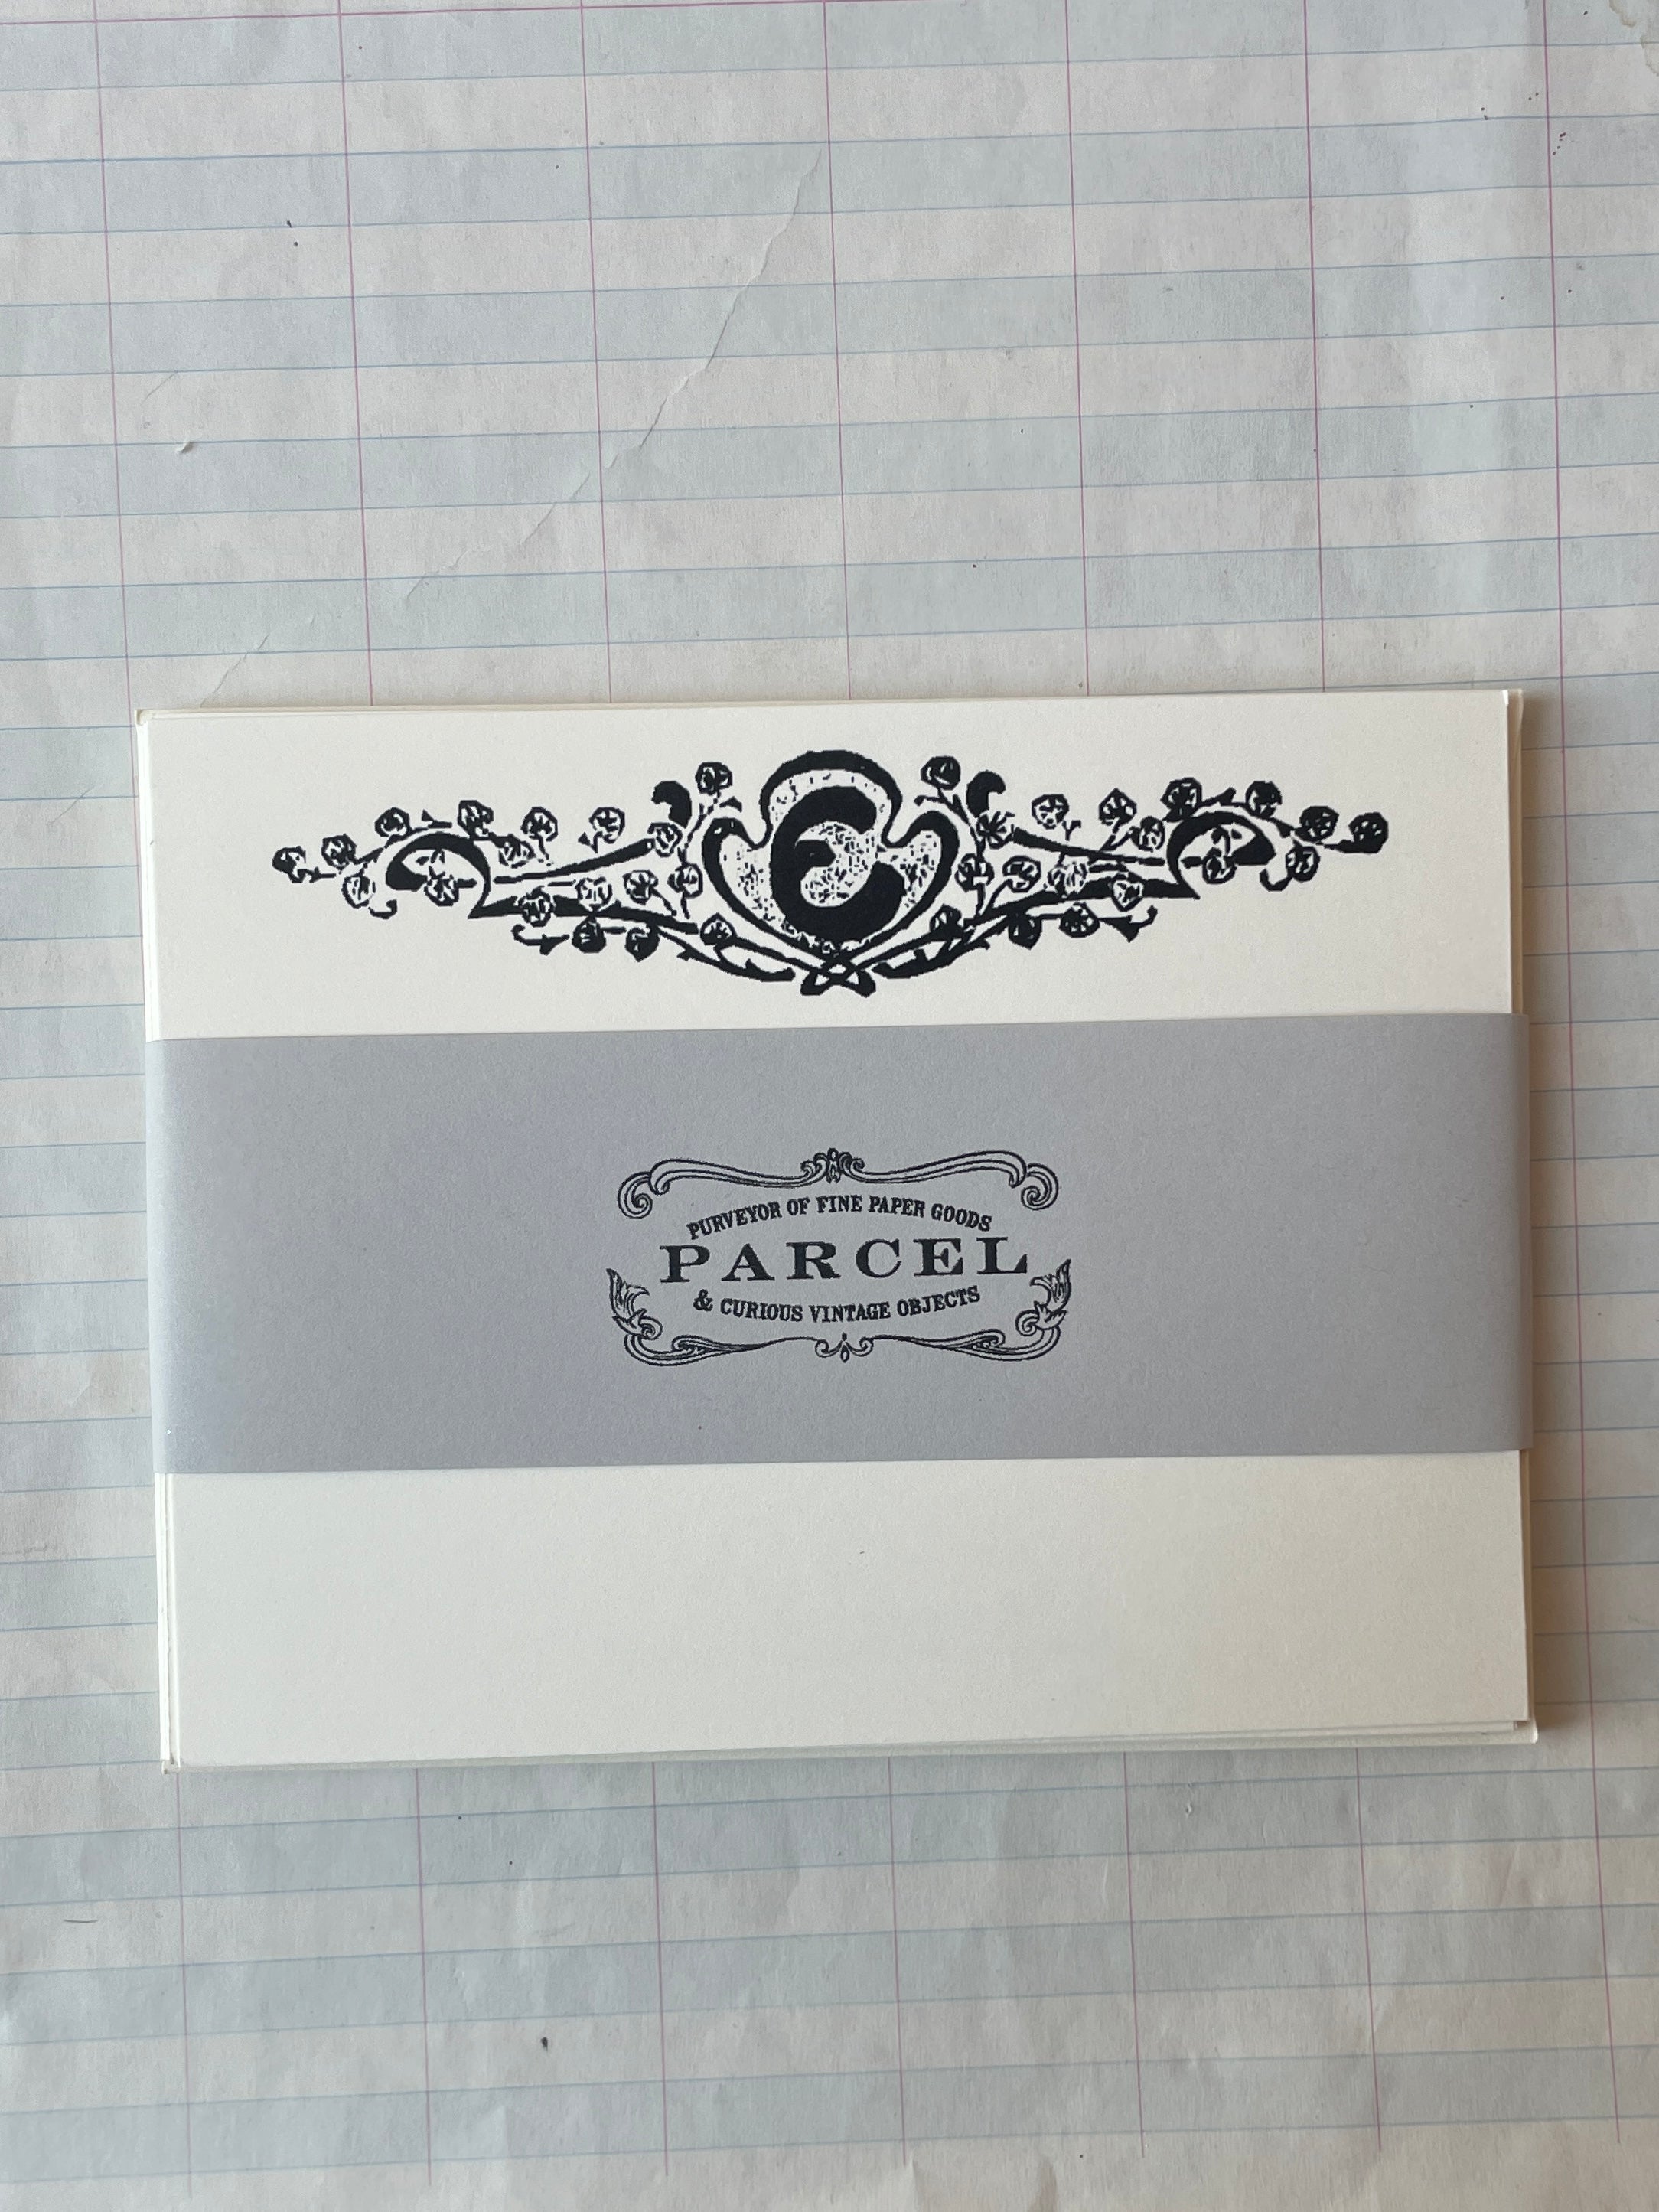 E
PURVEYOR OF FINE PAPER GOODS
PARCEL
& CURIOUS VINTAGE OBJECTS